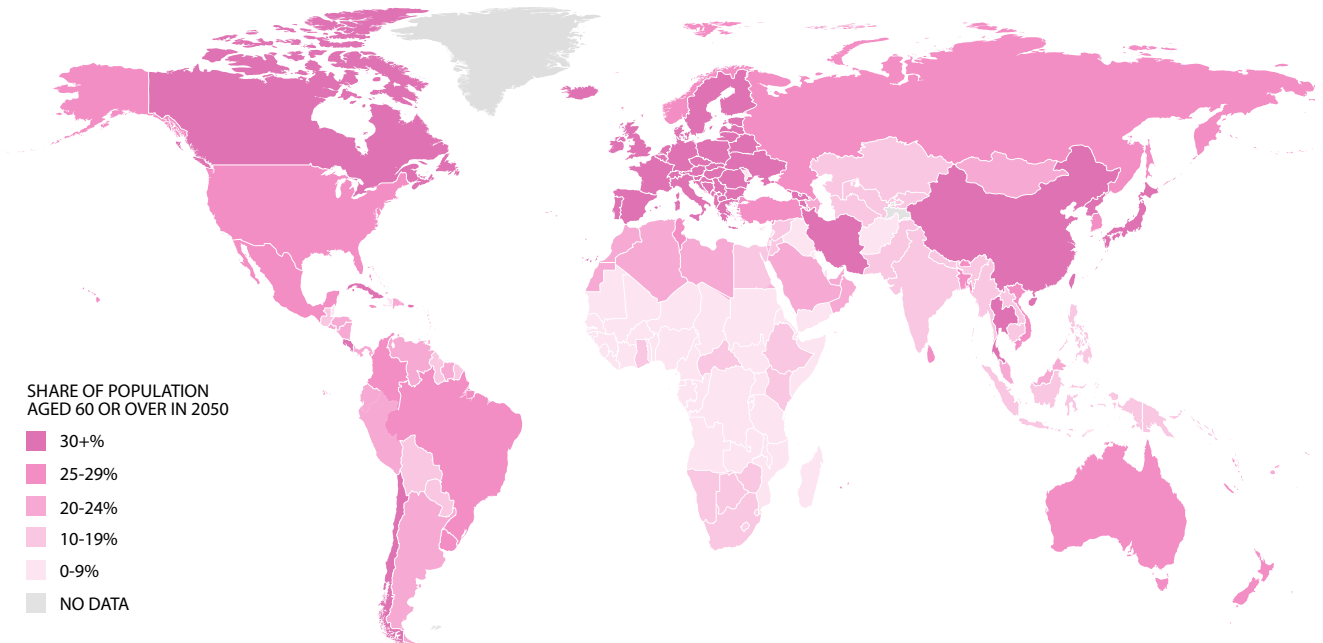 SHARE OF POPULATION
AGED 60 OR OVER IN 2050
30+%
25-29%
20-24%
10-19%
0-9%
NO DATA